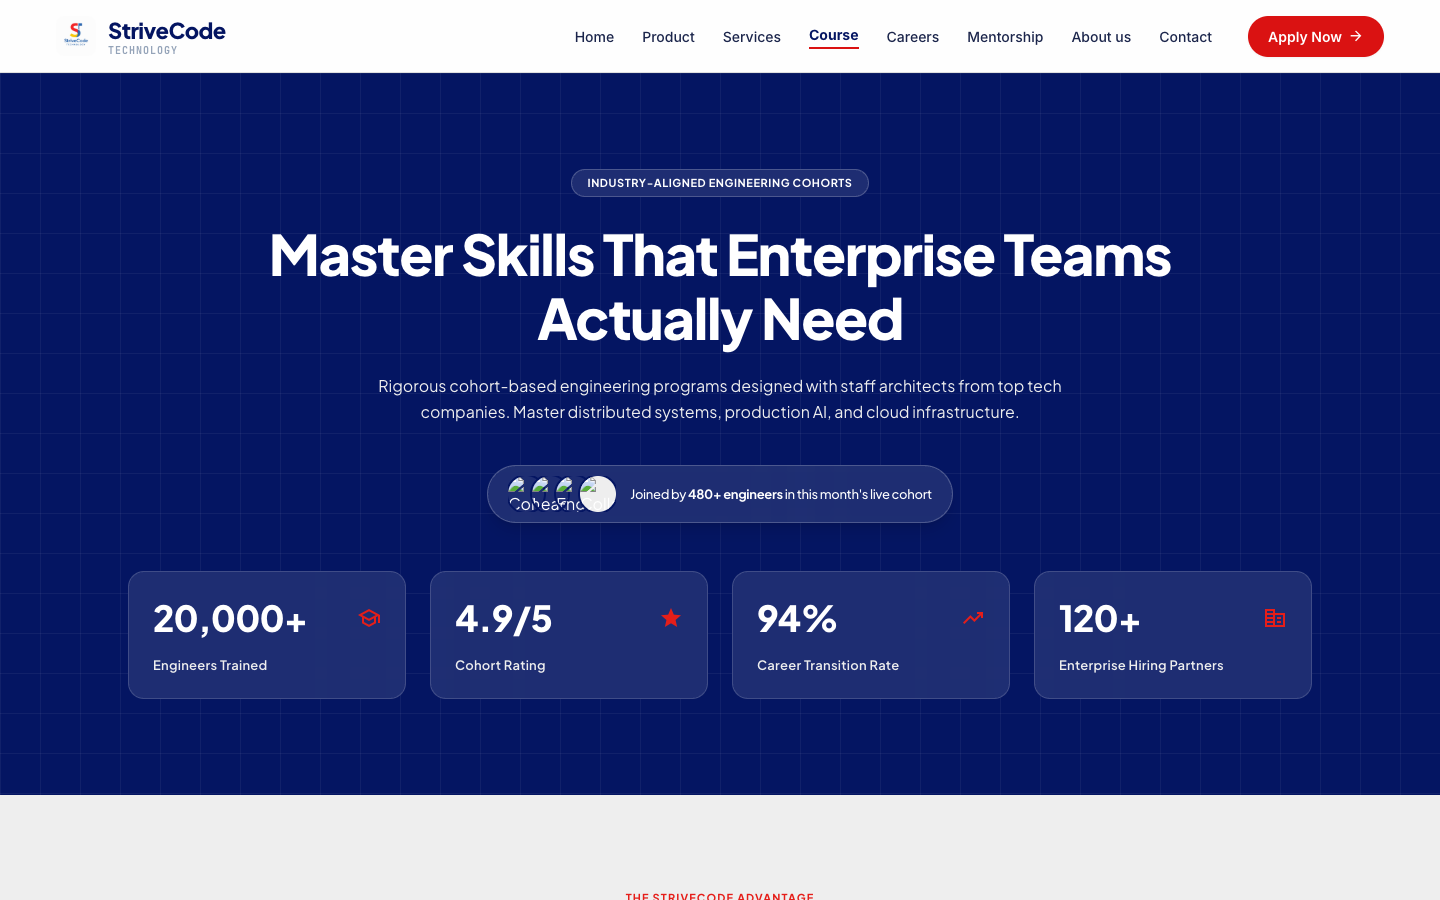 StriveCode
TECHNOLOGY
Home Product Services Course Careers Mentorship About us Contact Apply Now
INDUSTRY-ALIGNED ENGINEERING COHORTS
Master Skills That Enterprise Teams
Actually Need
Rigorous cohort-based engineering programs designed with staff architects from top tech
companies. Master distributed systems, production AI, and cloud infrastructure.
Joined by 480+ engineers in this month's live cohort
20,000+
Engineers Trained
4.9/5
Cohort Rating
94%
Career Transition Rate
120+
Enterprise Hiring Partners
THE STRIVECODE ADVANTAGE